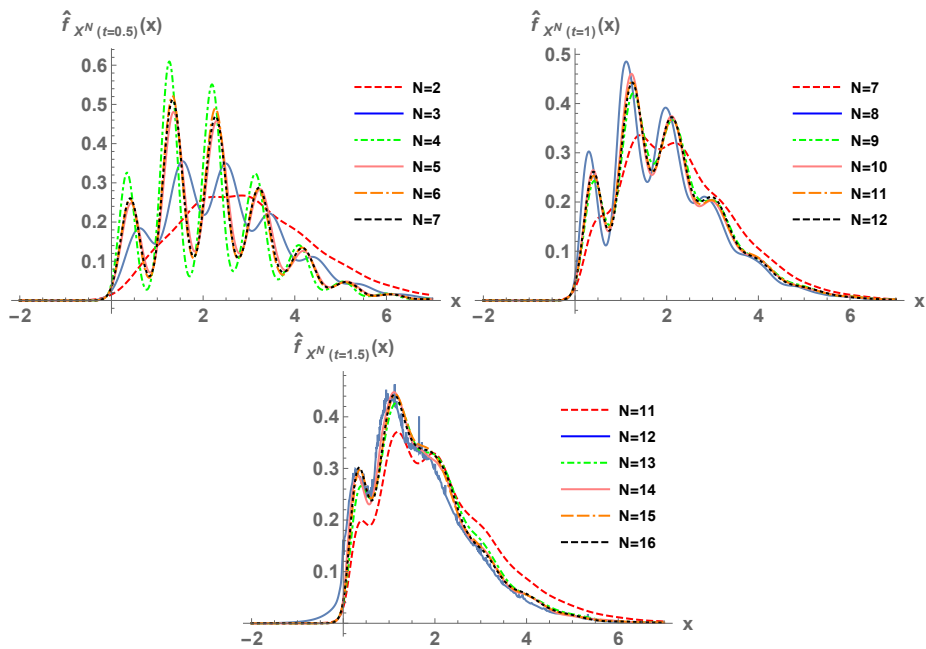 f̂ X^N (t=0.5)(x)
0.6
0.5
0.4
0.3
0.2
0.1
−2 0 2 4 6 x
N=2
N=3
N=4
N=5
N=6
N=7
f̂ X^N (t=1)(x)
0.5
0.4
0.3
0.2
0.1
−2 0 2 4 6 x
N=7
N=8
N=9
N=10
N=11
N=12
f̂ X^N (t=1.5)(x)
0.4
0.3
0.2
0.1
−2 0 2 4 6 x
N=11
N=12
N=13
N=14
N=15
N=16